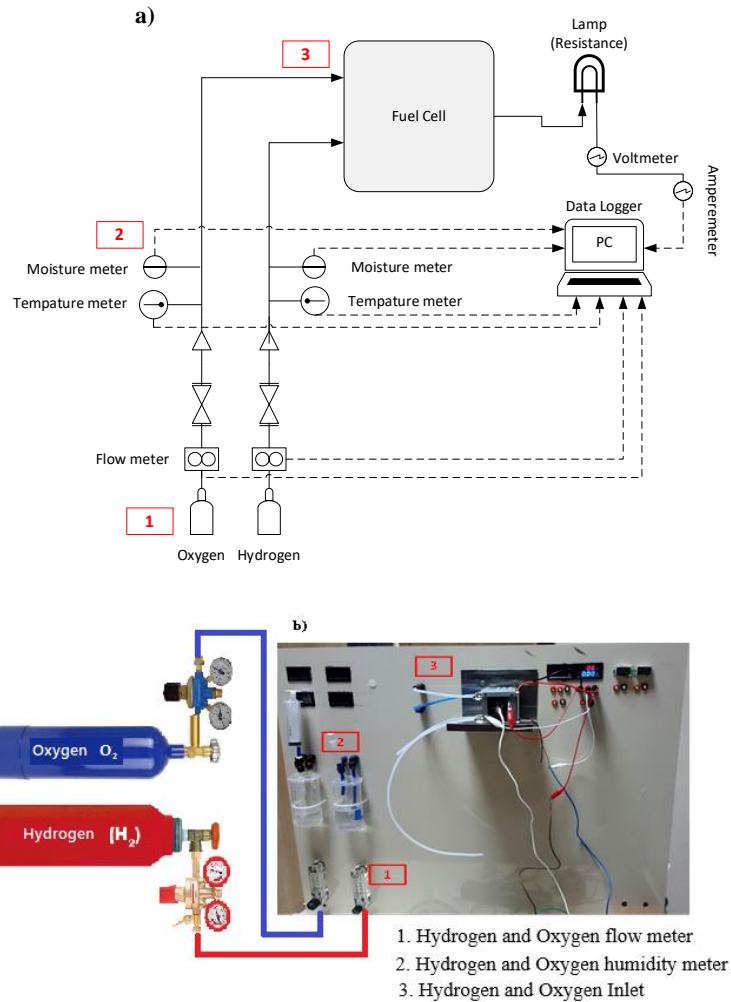 a)
Lamp
(Resistance)
3
Fuel Cell
Voltmeter
Amperemeter
2
Data Logger
PC
Moisture meter
Moisture meter
Tempature meter
Tempature meter
Flow meter
1
Oxygen
Hydrogen
b)
3
2
1
Oxygen O₂
Hydrogen (H₂)
1. Hydrogen and Oxygen flow meter
2. Hydrogen and Oxygen humidity meter
3. Hydrogen and Oxygen Inlet